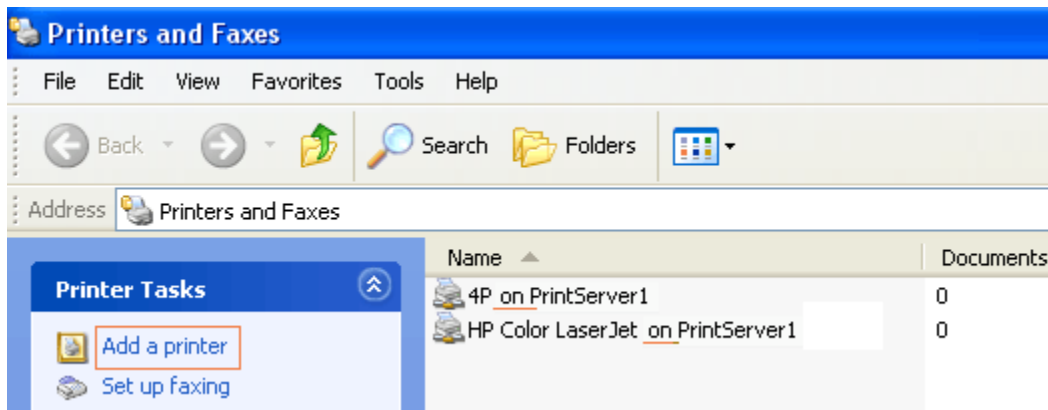 Printers and Faxes
File Edit View Favorites Tools Help
Back Search Folders
Address Printers and Faxes
Name Documents
Printer Tasks
4P on PrintServer1 0
HP Color LaserJet on PrintServer1 0
Add a printer
Set up faxing